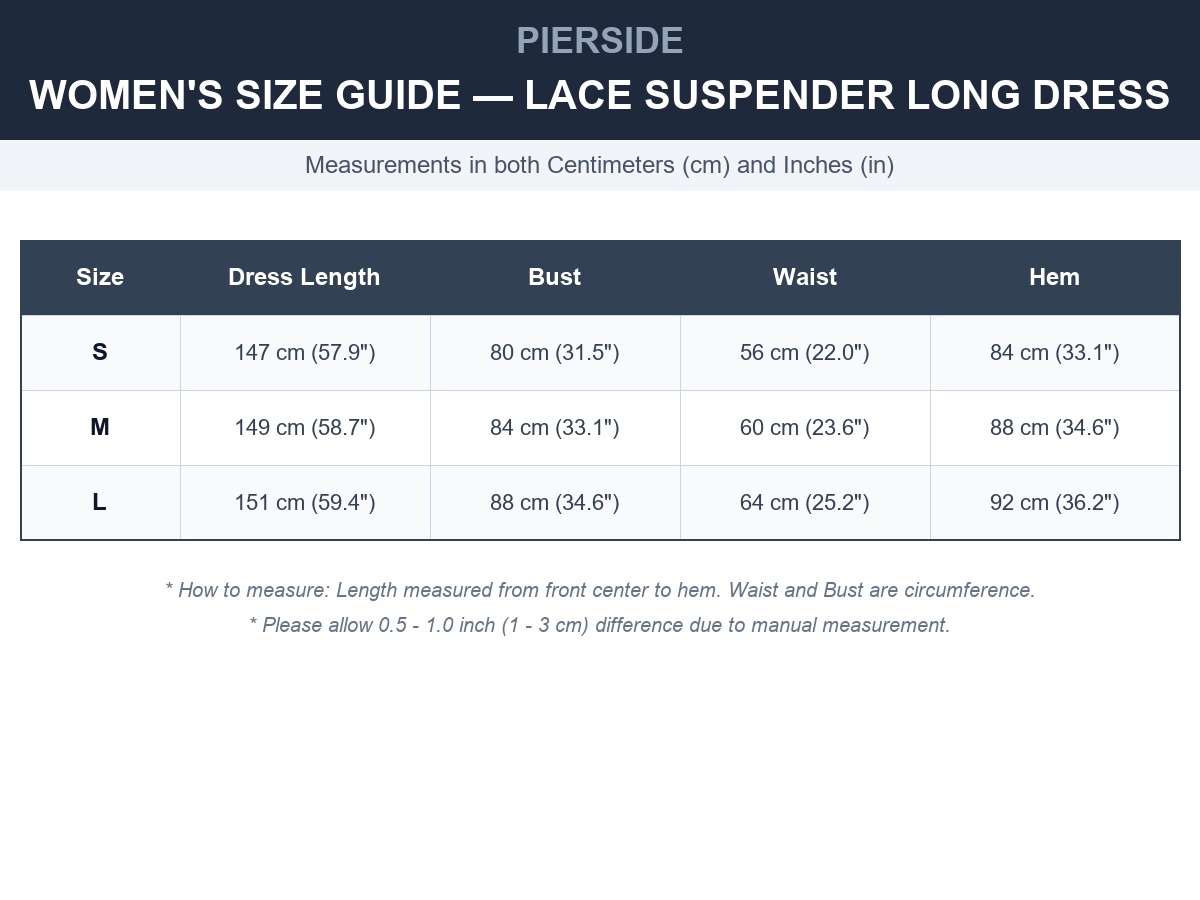 PIERSIDE
WOMEN'S SIZE GUIDE — LACE SUSPENDER LONG DRESS
Measurements in both Centimeters (cm) and Inches (in)
Size Dress Length Bust Waist Hem
S 147 cm (57.9") 80 cm (31.5") 56 cm (22.0") 84 cm (33.1")
M 149 cm (58.7") 84 cm (33.1") 60 cm (23.6") 88 cm (34.6")
L 151 cm (59.4") 88 cm (34.6") 64 cm (25.2") 92 cm (36.2")
* How to measure: Length measured from front center to hem. Waist and Bust are circumference.
* Please allow 0.5 - 1.0 inch (1 - 3 cm) difference due to manual measurement.